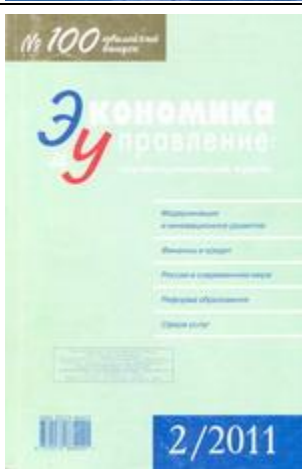 № 100 юбилейный
выпуск
Экономика
Управление:
Модернизация
и инновационное развитие
Финансы и кредит
Россия в современном мире
Реформа образования
Сфера услуг
2/2011